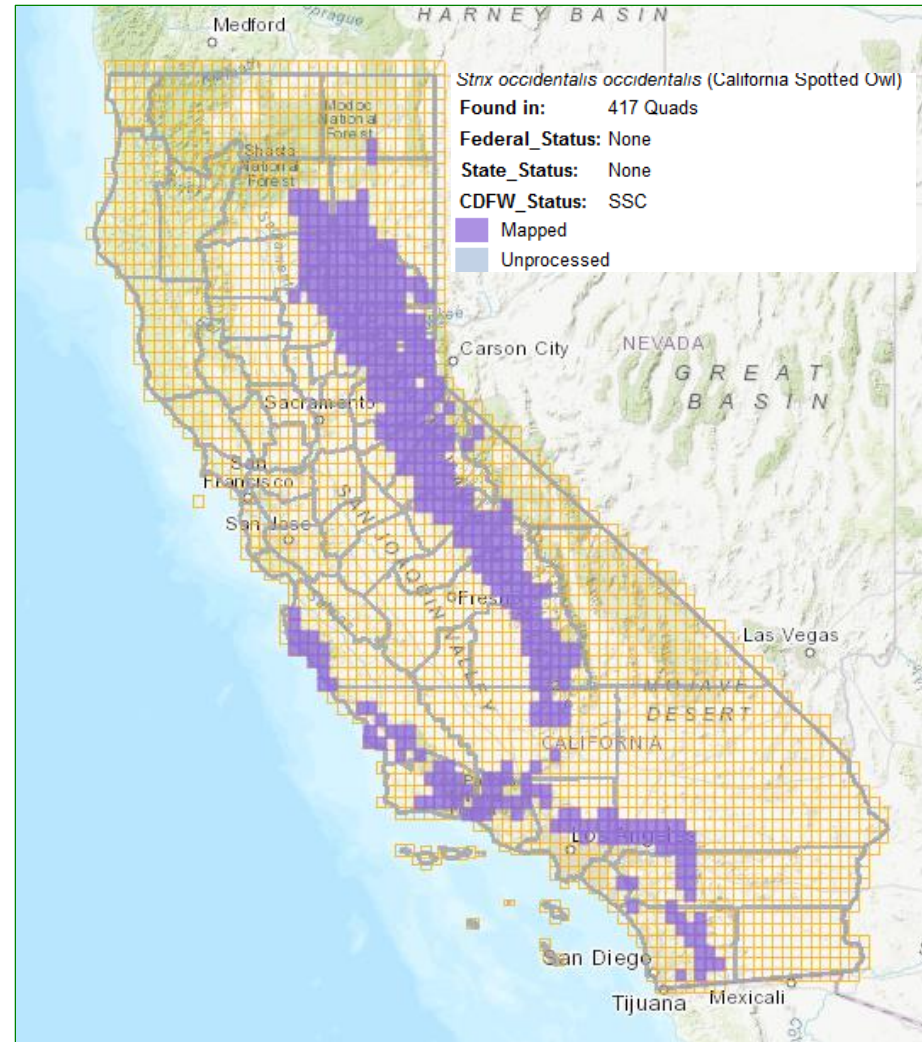 HARNEY BASIN
Medford
Strix occidentalis occidentalis (California Spotted Owl)
Found in: 417 Quads
Federal_Status: None
State_Status: None
CDFW_Status: SSC
Mapped
Unprocessed
Modoc
National
Forest
Shasta
National
Forest
Carson City
NEVADA
GREAT
BASIN
Sacramento
San
Francisco
San Jose
SAN JOAQUIN VALLEY
Fresno
Las Vegas
MOJAVE
DESERT
CALIFORNIA
Los Angeles
San Diego
Tijuana
Mexicali